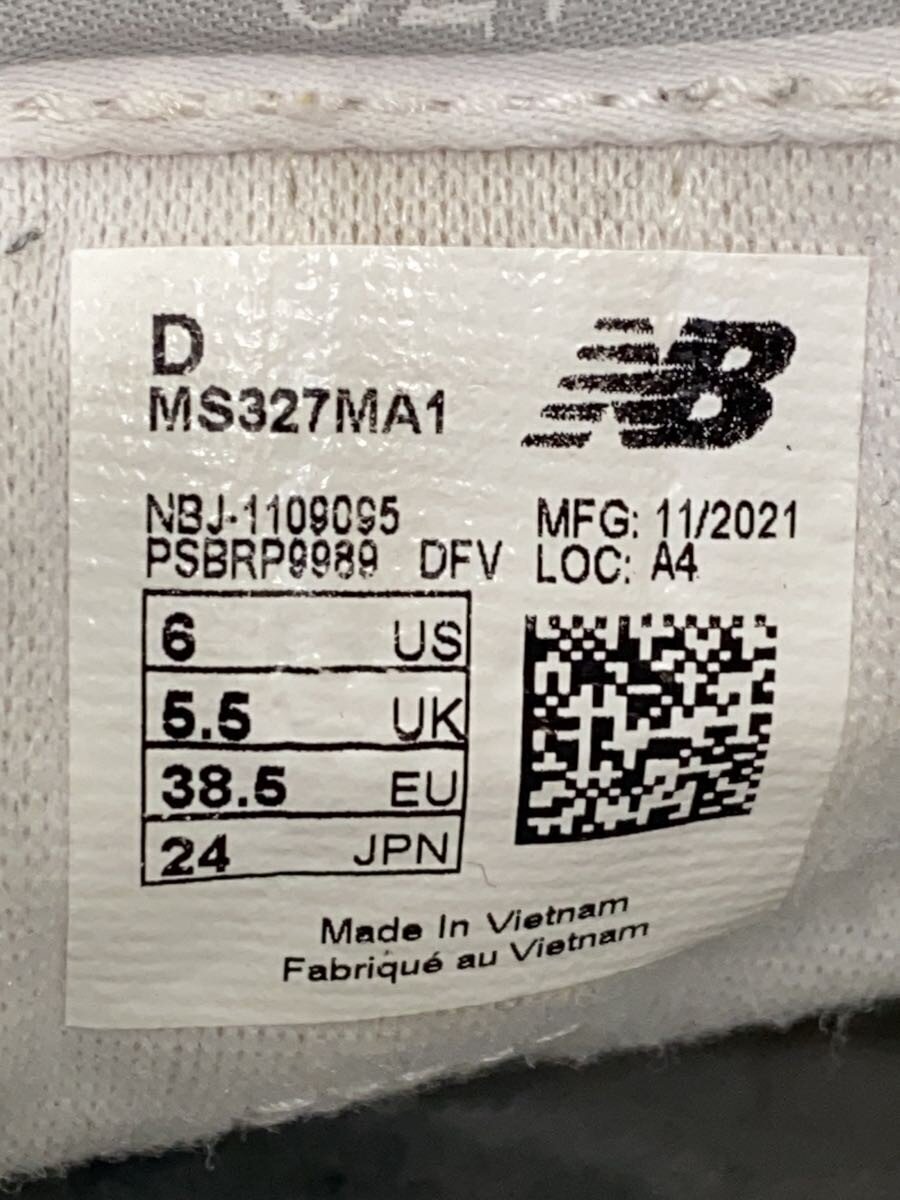 D
MS327MA1
NB
NBJ-1109095
PSBRP9989 DFV
MFG: 11/2021
LOC: A4
6 US
5.5 UK
38.5 EU
24 JPN
Made In Vietnam
Fabriqué au Vietnam